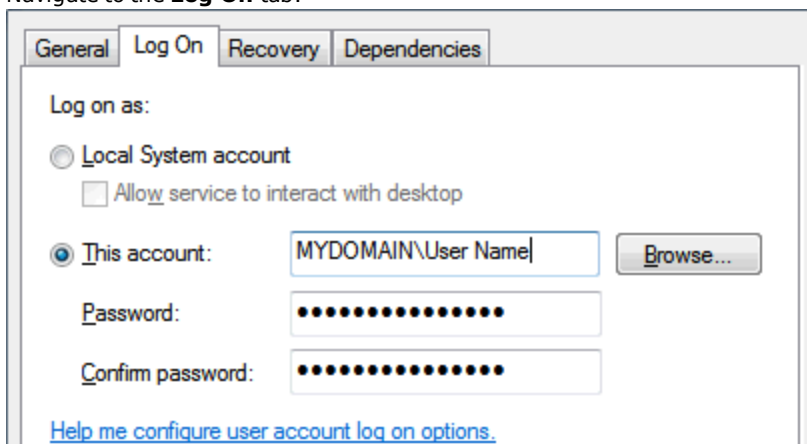 Navigate to the Log On tab.
General Log On Recovery Dependencies
Log on as:
Local System account
Allow service to interact with desktop
This account: MYDOMAIN\User Name Browse...
Password: •••••••••••••••
Confirm password: •••••••••••••••
Help me configure user account log on options.